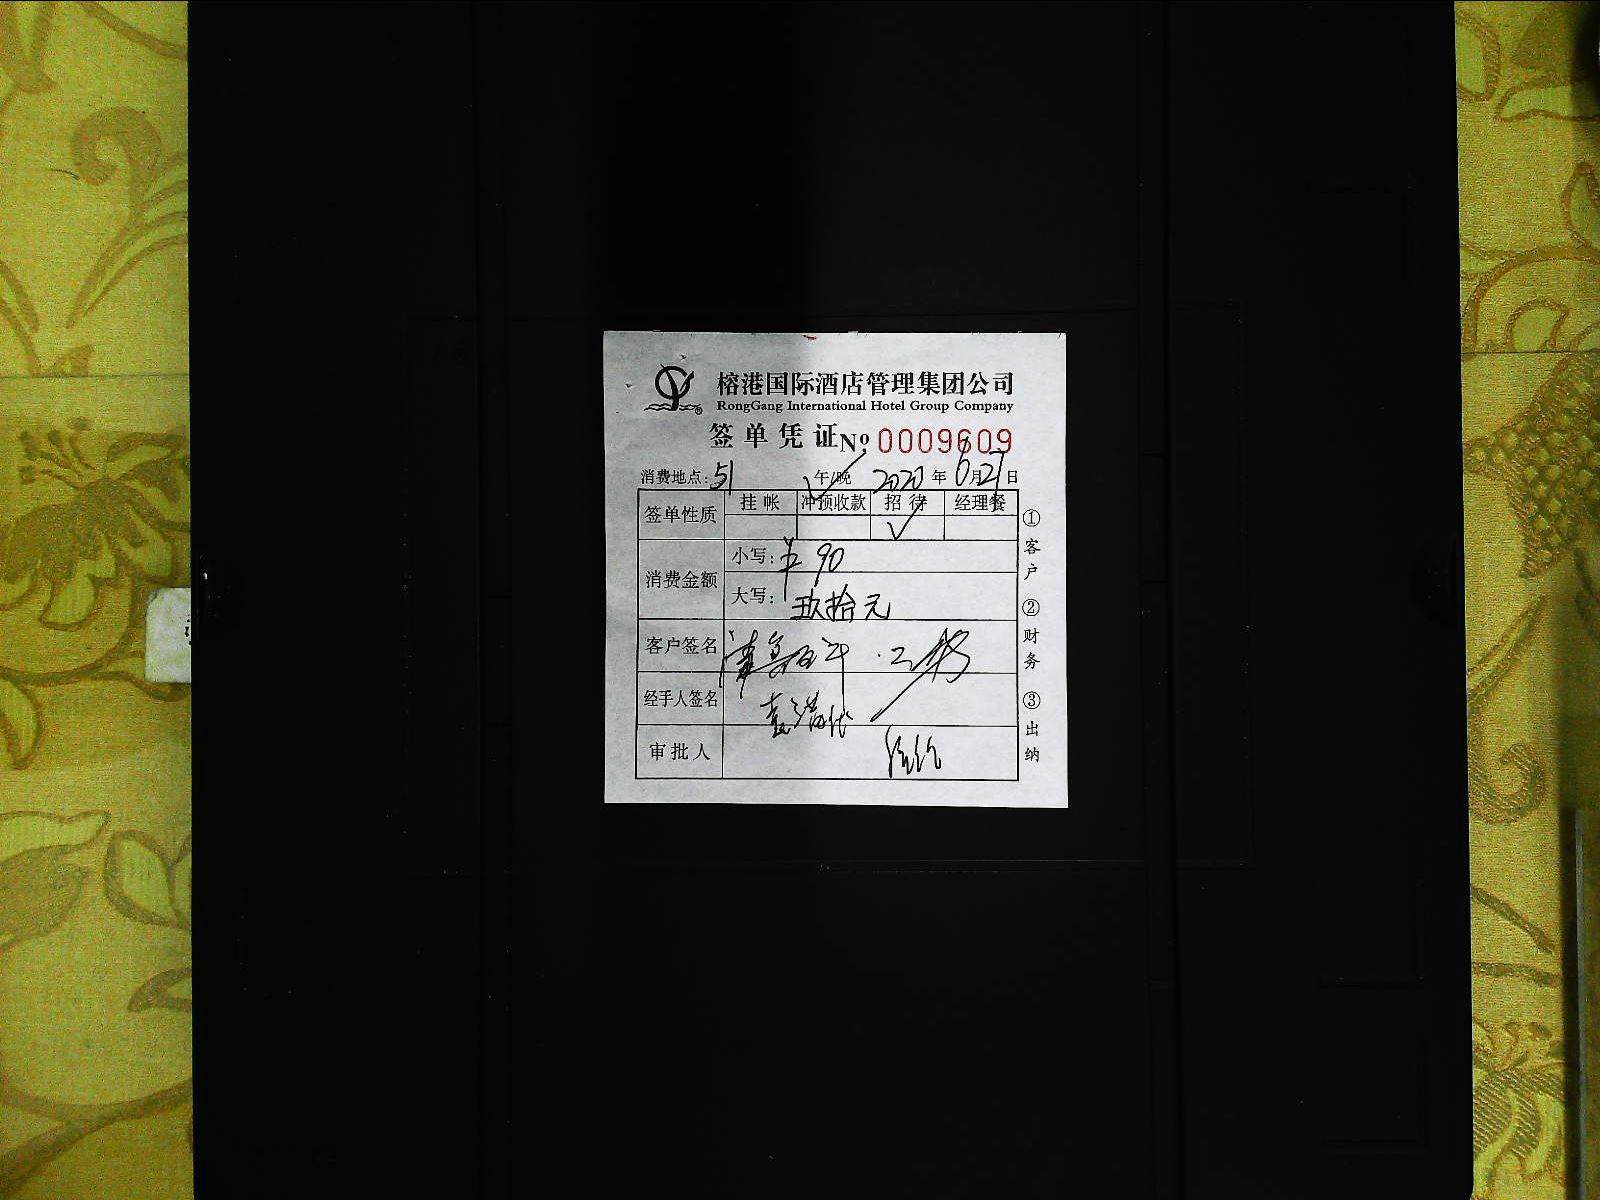 榕港国际酒店管理集团公司
RongGang International Hotel Group Company
签单凭证 No 0009609
消费地点: 51 午/晚 2020 年 6 月 27 日
签单性质 挂帐 冲预收款 招待 经理餐
消费金额 小写: ¥ 90
大写: 玖拾元
客户签名
经手人签名
审批人
①客户 ②财务 ③出纳